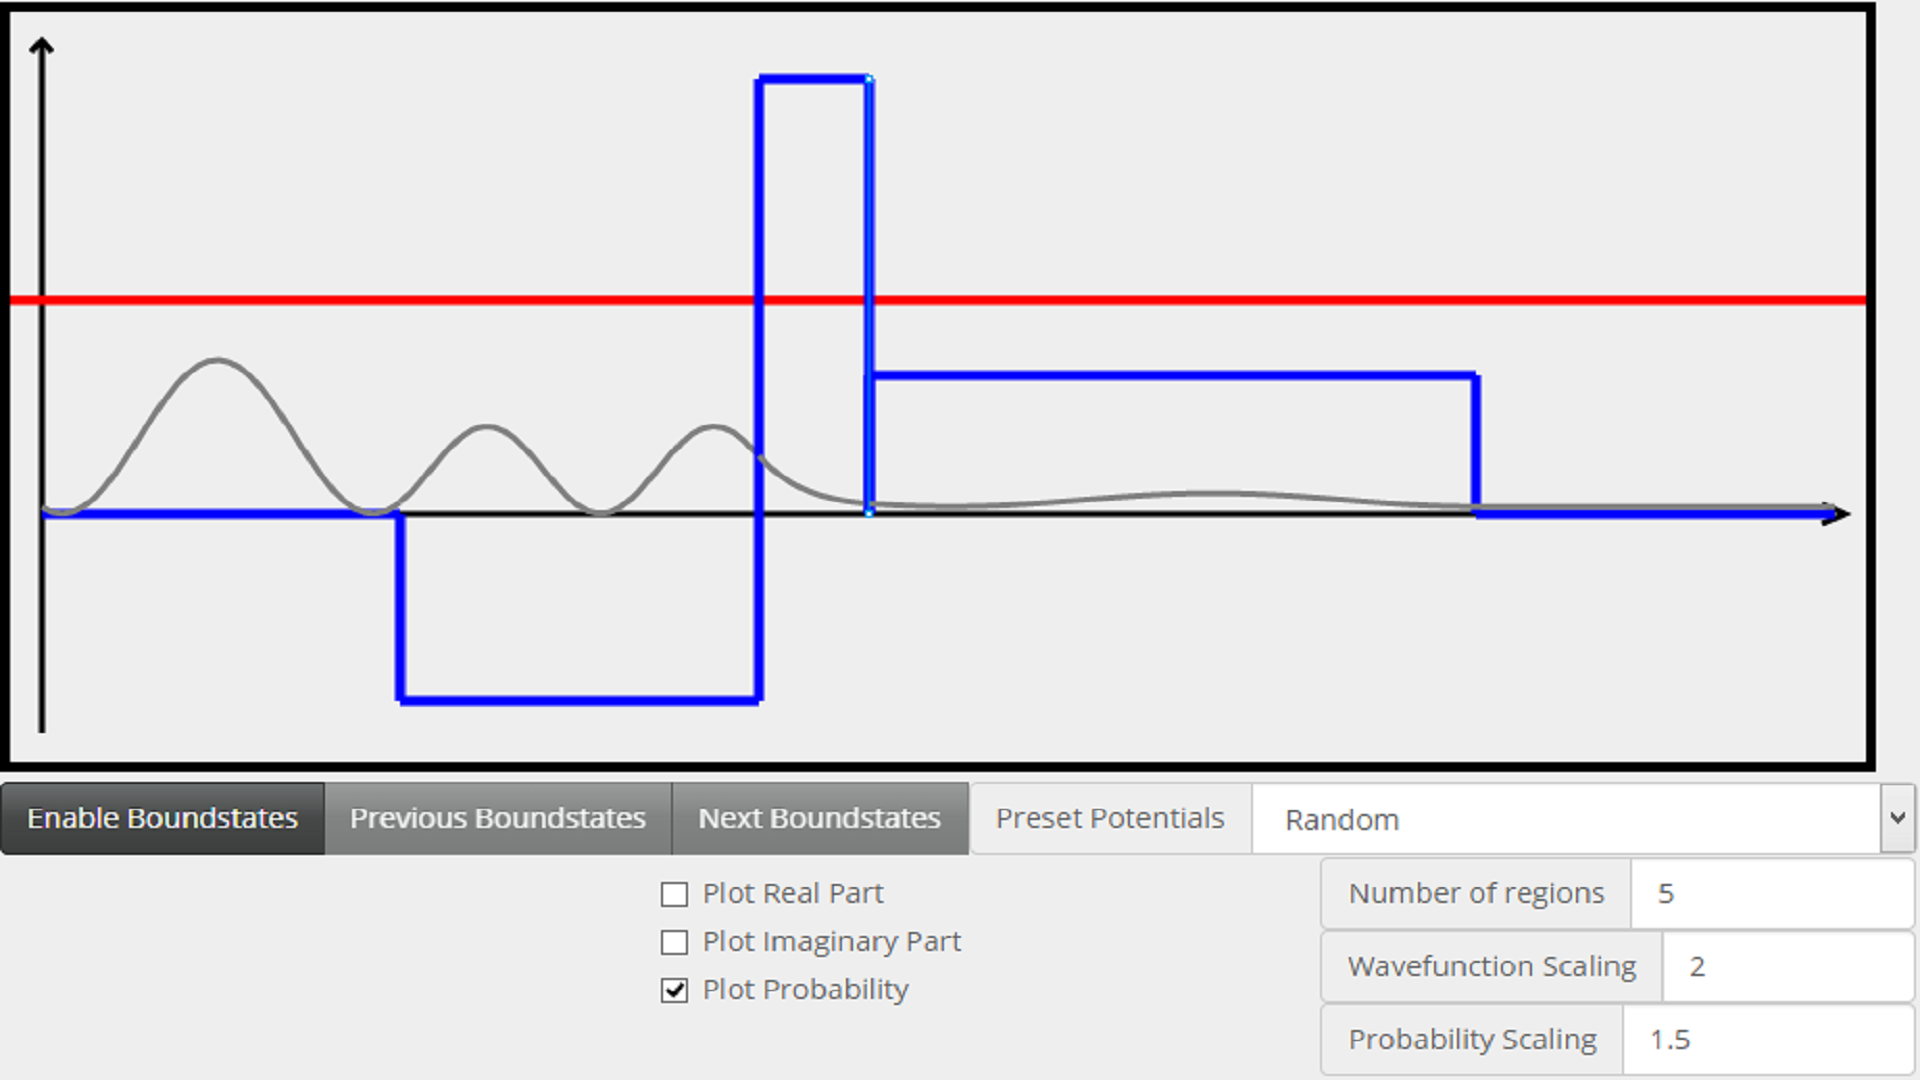 Enable Boundstates Previous Boundstates Next Boundstates Preset Potentials Random
Plot Real Part
Plot Imaginary Part
Plot Probability
Number of regions 5
Wavefunction Scaling 2
Probability Scaling 1.5